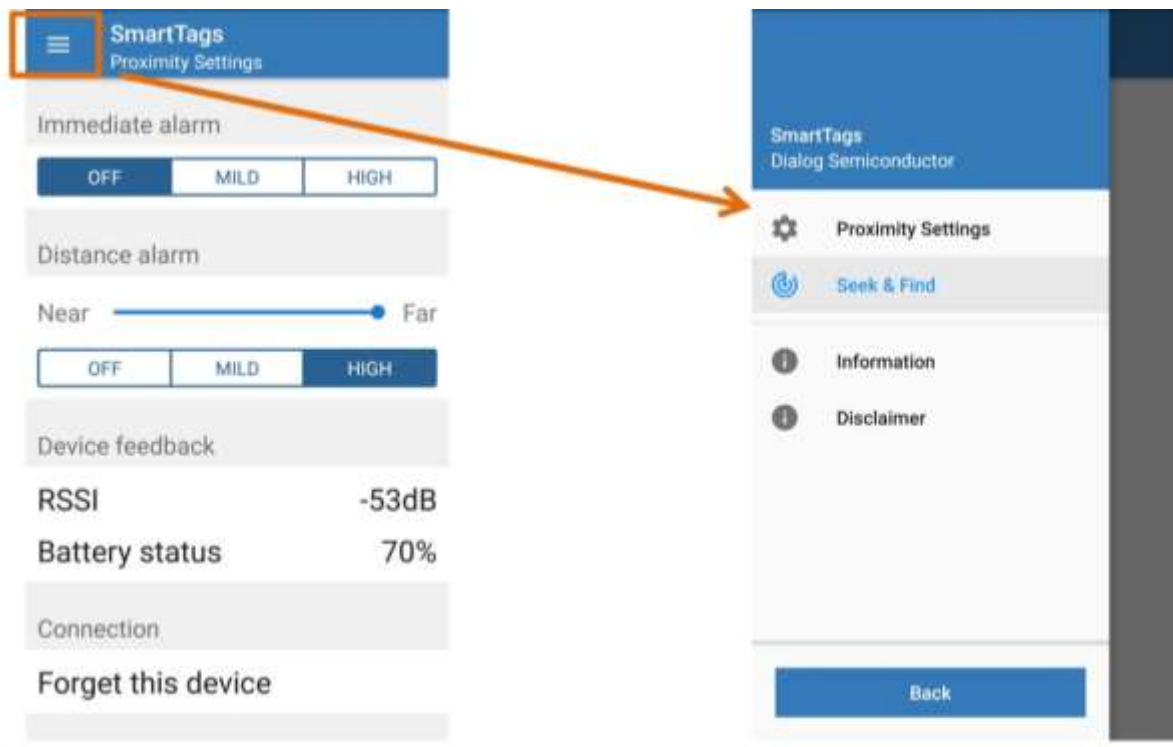 SmartTags
Proximity Settings
Immediate alarm
OFF MILD HIGH
Distance alarm
Near Far
OFF MILD HIGH
Device feedback
RSSI -53dB
Battery status 70%
Connection
Forget this device
SmartTags
Dialog Semiconductor
Proximity Settings
Seek & Find
Information
Disclaimer
Back